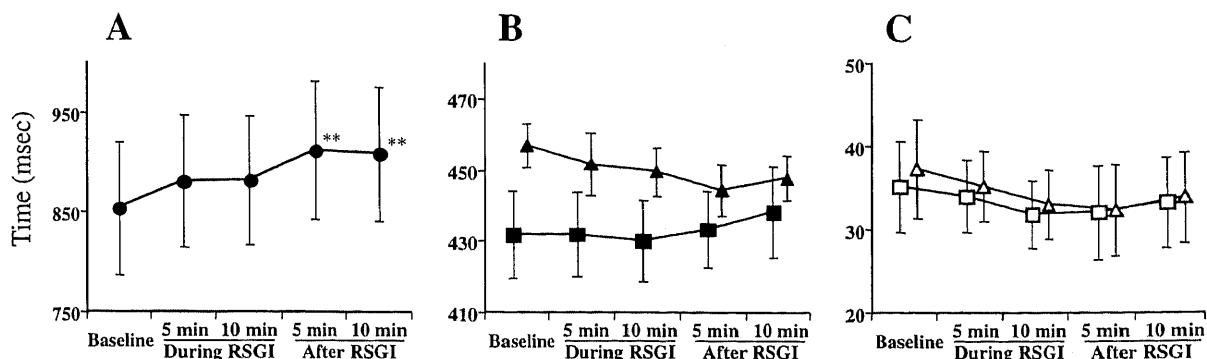 A
B
C
Time (msec)
950
850
750
**
**
Baseline
5 min 10 min
During RSGI
5 min 10 min
After RSGI
470
450
430
410
Baseline
5 min 10 min
During RSGI
5 min 10 min
After RSGI
50
40
30
20
Baseline
5 min 10 min
During RSGI
5 min 10 min
After RSGI